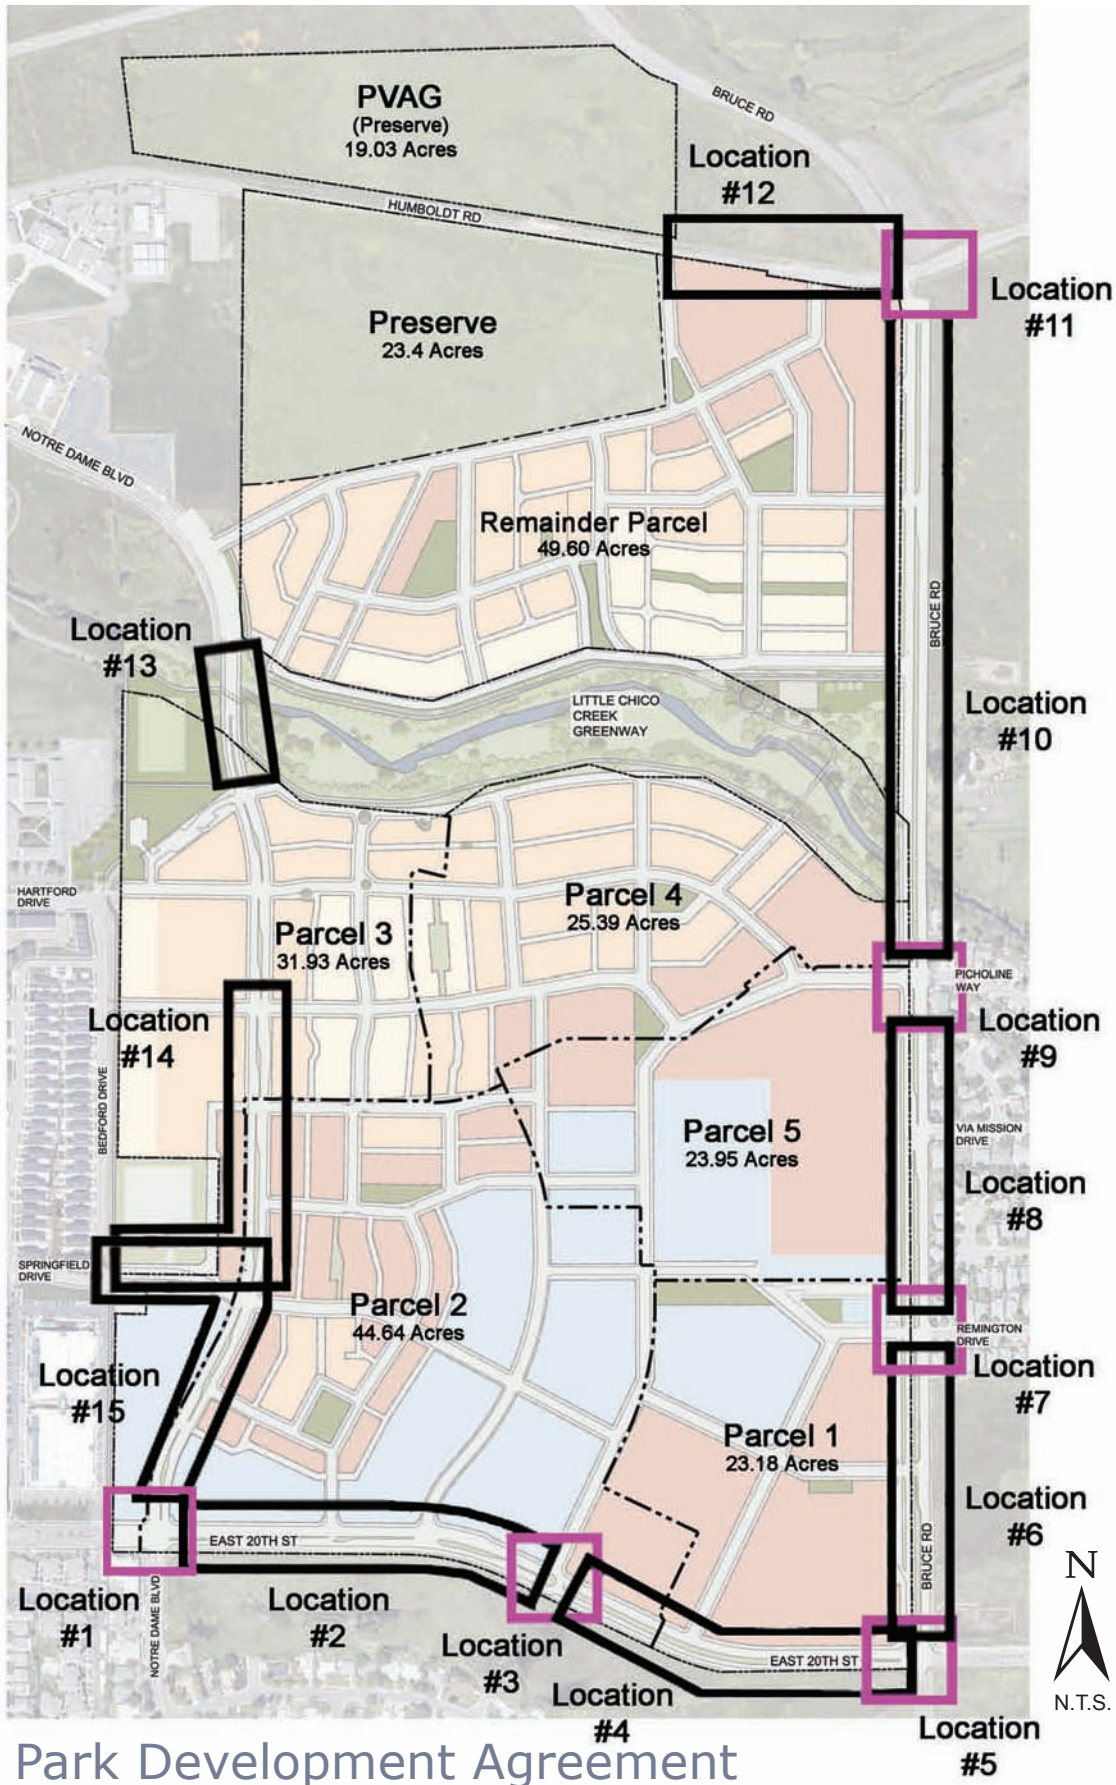 PVAG
(Preserve)
19.03 Acres
BRUCE RD
Location
#12
HUMBOLDT RD
Location
#11
Preserve
23.4 Acres
NOTRE DAME BLVD
Remainder Parcel
49.60 Acres
BRUCE RD
Location
#13
LITTLE CHICO
CREEK
GREENWAY
Location
#10
HARTFORD
DRIVE
Parcel 4
25.39 Acres
Parcel 3
31.93 Acres
PICHOLINE
WAY
Location
#14
Location
#9
BEDFORD DRIVE
Parcel 5
23.95 Acres
VIA MISSION
DRIVE
Location
#8
SPRINGFIELD
DRIVE
Parcel 2
44.64 Acres
REMINGTON
DRIVE
Location
#15
Location
#7
Parcel 1
23.18 Acres
Location
#6
EAST 20TH ST
BRUCE RD
N
Location
#1
NOTRE DAME BLVD
Location
#2
Location
#3
EAST 20TH ST
Location
#4
N.T.S.
Location
#5
Park Development Agreement